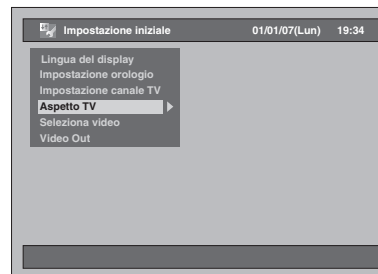 Impostazione iniziale 01/01/07(Lun) 19:34
Lingua del display
Impostazione orologio
Impostazione canale TV
Aspetto TV
Seleziona video
Video Out